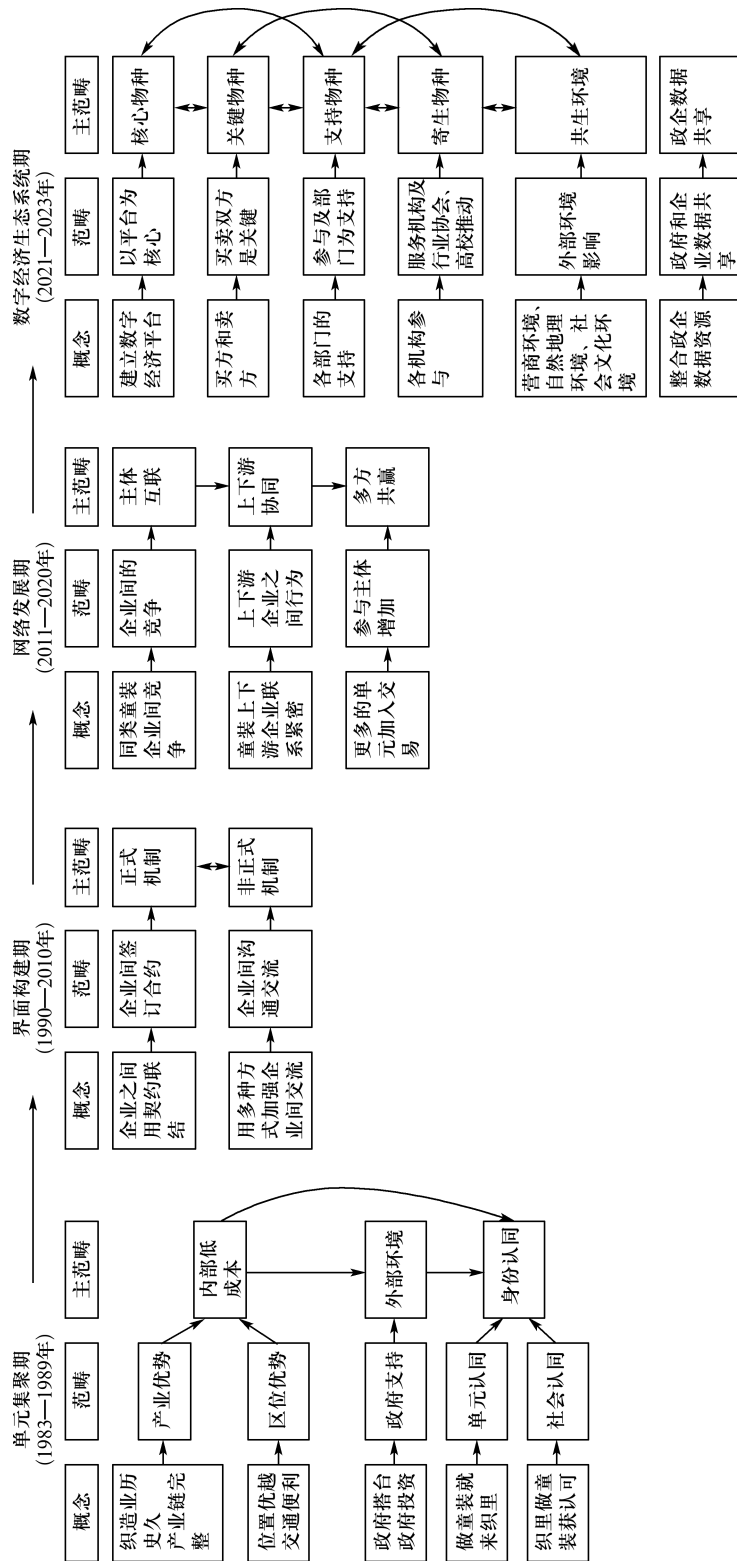 单元集聚期
(1983—1989年)
界面构建期
(1990—2010年)
网络发展期
(2011—2020年)
数字经济生态系统期
(2021—2023年)
概念
范畴
主范畴
织造业历
史久
产业链完
整
产业优势
内部低
成本
位置优越
交通便利
区位优势
政府搭台
政府投资
政府支持
外部环境
做童装就
来织里
单元认同
身份认同
织里做童
装获认可
社会认同
概念
范畴
主范畴
企业之间
用契约联
结
企业间签
订合约
正式
机制
用多种方
式加强企
业间交流
企业间沟
通交流
非正式
机制
概念
范畴
主范畴
同类童装
企业间竞
争
企业间的
竞争
主体
互联
童装上下
游企业联
系紧密
上下游
企业之
间行为
上下游
协同
更多的单
元加入交
易
参与主体
增加
多方
共赢
概念
范畴
主范畴
建立数字
经济平台
以平台为
核心
核心物种
买方和卖
方
买卖双方
是关键
关键物种
各部门的
支持
参与及部
门为支持
支持物种
各机构参
与
服务机构及
行业协会、
高校推动
寄生物种
营商环境、
自然地理
环境、社
会文化环
境
外部环境
影响
共生环境
整合政企
数据资源
政府和企
业数据共
享
政企数据
共享